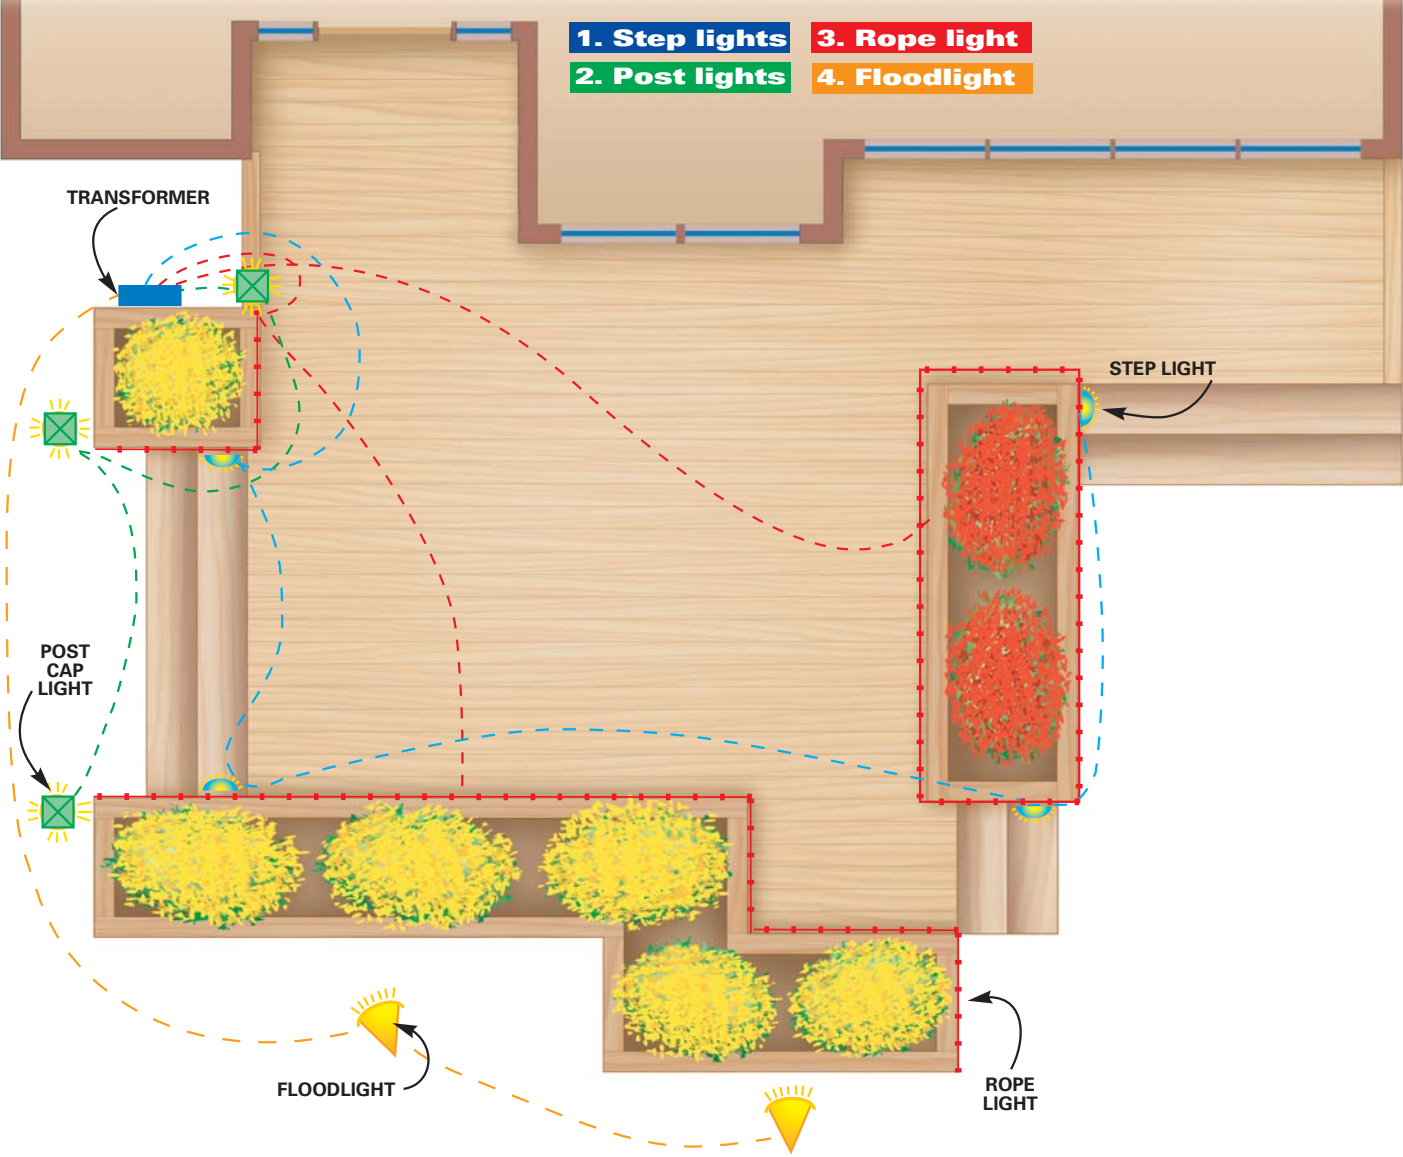 1. Step lights
3. Rope light
2. Post lights
4. Floodlight
TRANSFORMER
STEP LIGHT
POST
CAP
LIGHT
FLOODLIGHT
ROPE
LIGHT